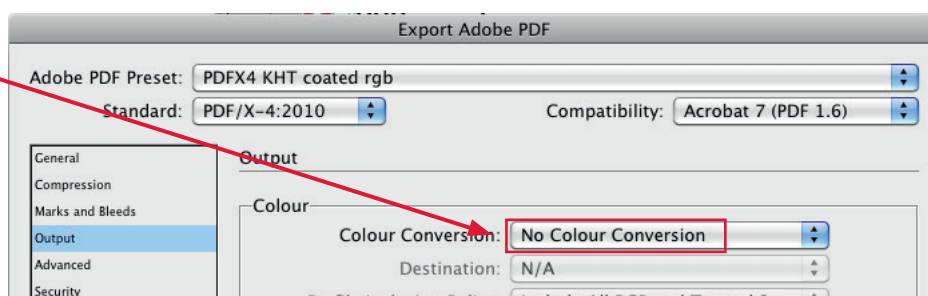 Export Adobe PDF
Adobe PDF Preset: PDFX4 KHT coated rgb
Standard: PDF/X-4:2010 Compatibility: Acrobat 7 (PDF 1.6)
General
Output
Compression
Marks and Bleeds
Colour
Output
Colour Conversion: No Colour Conversion
Advanced
Destination: N/A
Security